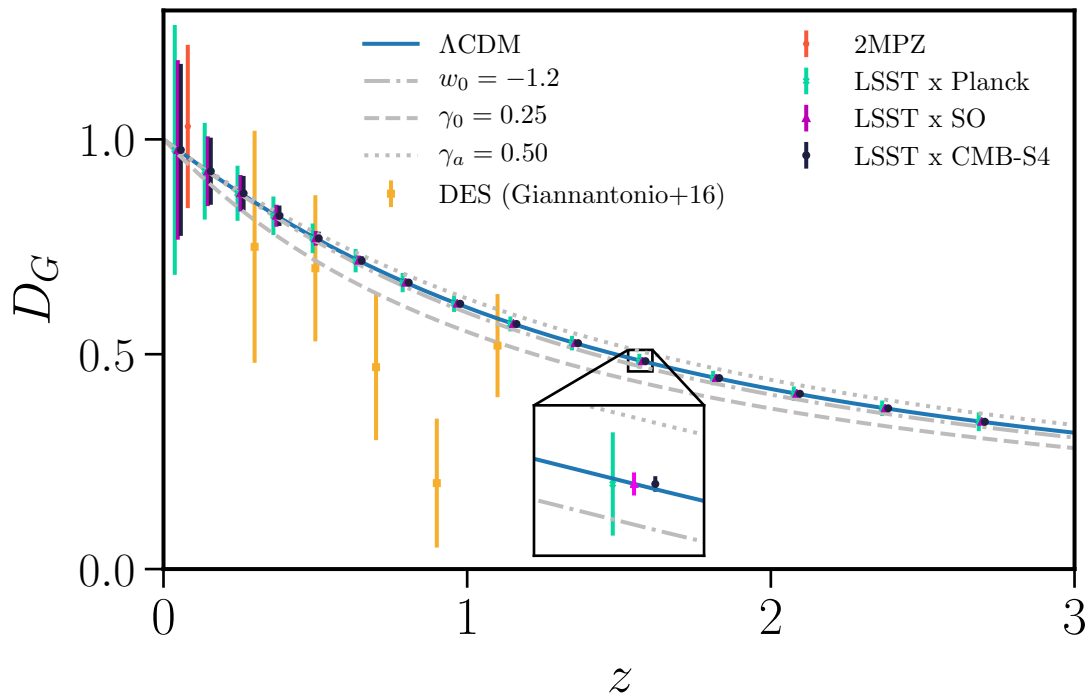 ΛCDM
w₀ = −1.2
γ₀ = 0.25
γₐ = 0.50
DES (Giannantonio+16)
2MPZ
LSST x Planck
LSST x SO
LSST x CMB-S4
D_G
1.0
0.5
0.0
0 1 2 3
z